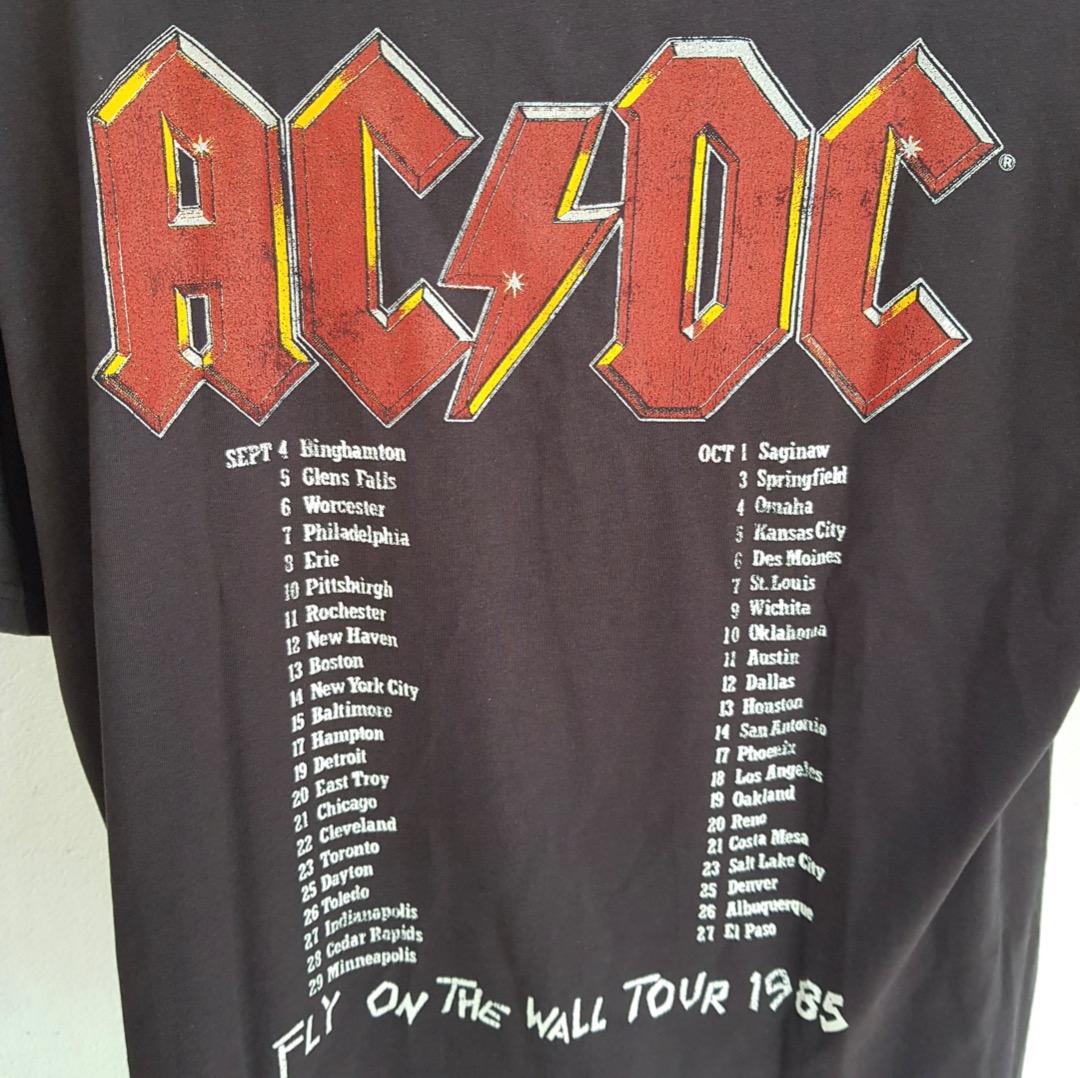 AC/DC®
SEPT 4 Binghamton
5 Glens Falls
6 Worcester
7 Philadelphia
8 Erie
10 Pittsburgh
11 Rochester
12 New Haven
13 Boston
14 New York City
15 Baltimore
17 Hampton
19 Detroit
20 East Troy
21 Chicago
22 Cleveland
23 Toronto
25 Dayton
26 Toledo
27 Indianapolis
28 Cedar Rapids
29 Minneapolis
OCT 1 Saginaw
3 Springfield
4 Omaha
5 Kansas City
6 Des Moines
7 St. Louis
9 Wichita
10 Oklahoma
11 Austin
12 Dallas
13 Houston
14 San Antonio
17 Phoenix
18 Los Angeles
19 Oakland
20 Reno
21 Costa Mesa
23 Salt Lake City
25 Denver
26 Albuquerque
27 El Paso
FLY ON THE WALL TOUR 1985